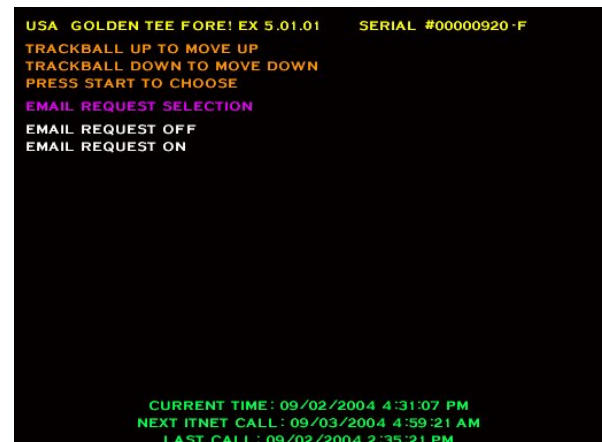 USA GOLDEN TEE FORE! EX 5.01.01 SERIAL #00000920-F
TRACKBALL UP TO MOVE UP
TRACKBALL DOWN TO MOVE DOWN
PRESS START TO CHOOSE
EMAIL REQUEST SELECTION
EMAIL REQUEST OFF
EMAIL REQUEST ON
CURRENT TIME: 09/02/2004 4:31:07 PM
NEXT ITNET CALL: 09/03/2004 4:59:21 AM
LAST CALL: 09/02/2004 2:35:21 PM